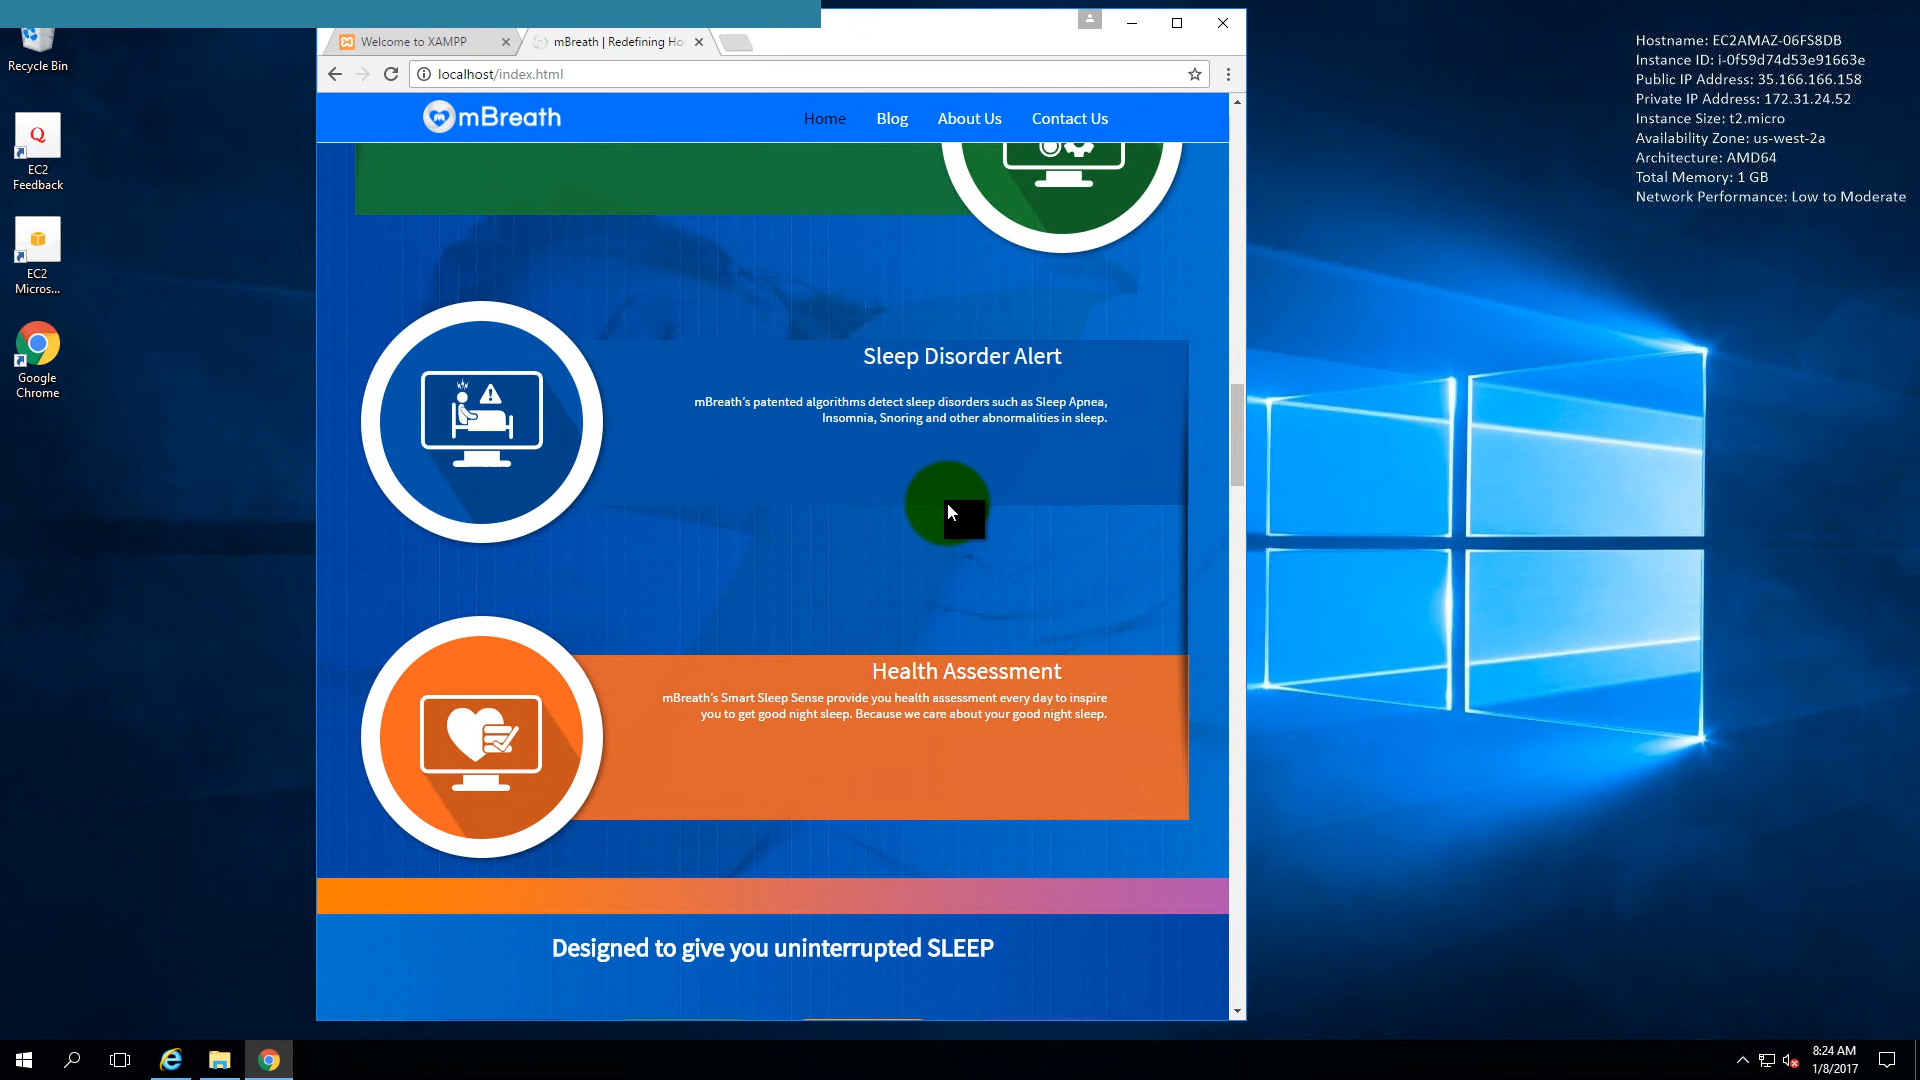 Recycle Bin
EC2
Feedback
EC2
Micros...
Google
Chrome
Welcome to XAMPP
mBreath | Redefining Ho
localhost/index.html
mBreath
Home
Blog
About Us
Contact Us
Sleep Disorder Alert
mBreath's patented algorithms detect sleep disorders such as Sleep Apnea,
Insomnia, Snoring and other abnormalities in sleep.
Health Assessment
mBreath's Smart Sleep Sense provide you health assessment every day to inspire
you to get good night sleep. Because we care about your good night sleep.
Designed to give you uninterrupted SLEEP
Hostname: EC2AMAZ-06FS8DB
Instance ID: i-0f59d74d53e91663e
Public IP Address: 35.166.166.158
Private IP Address: 172.31.24.52
Instance Size: t2.micro
Availability Zone: us-west-2a
Architecture: AMD64
Total Memory: 1 GB
Network Performance: Low to Moderate
8:24 AM
1/8/2017